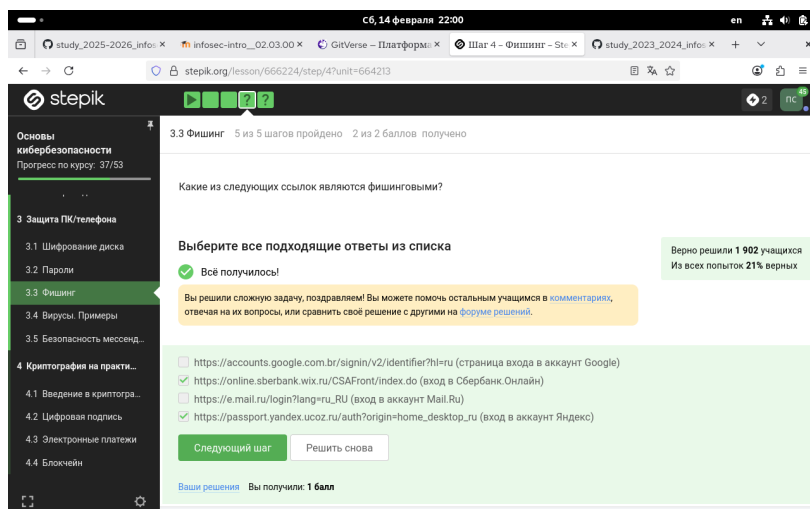 Сб, 14 февраля 22:00
en
study_2025-2026_infos
infosec-intro__02.03.00
GitVerse – Платформа
Шаг 4 – Фишинг – Ste
study_2023_2024_infos
stepik.org/lesson/666224/step/4?unit=664213
stepik
? ?
2
ПС
45
Основы
кибербезопасности
Прогресс по курсу: 37/53
3 Защита ПК/телефона
3.1 Шифрование диска
3.2 Пароли
3.3 Фишинг
3.4 Вирусы. Примеры
3.5 Безопасность мессенд...
4 Криптография на практи...
4.1 Введение в криптогра...
4.2 Цифровая подпись
4.3 Электронные платежи
4.4 Блокчейн
3.3 Фишинг 5 из 5 шагов пройдено 2 из 2 баллов получено
Какие из следующих ссылок являются фишинговыми?
Выберите все подходящие ответы из списка
Верно решили 1 902 учащихся
Из всех попыток 21% верных
Всё получилось!
Вы решили сложную задачу, поздравляем! Вы можете помочь остальным учащимся в комментариях,
отвечая на их вопросы, или сравнить своё решение с другими на форуме решений.
https://accounts.google.com.br/signin/v2/identifier?hl=ru (страница входа в аккаунт Google)
https://online.sberbank.wix.ru/CSAFront/index.do (вход в Сбербанк.Онлайн)
https://e.mail.ru/login?lang=ru_RU (вход в аккаунт Mail.Ru)
https://passport.yandex.ucoz.ru/auth?origin=home_desktop_ru (вход в аккаунт Яндекс)
Следующий шаг
Решить снова
Ваши решения Вы получили: 1 балл